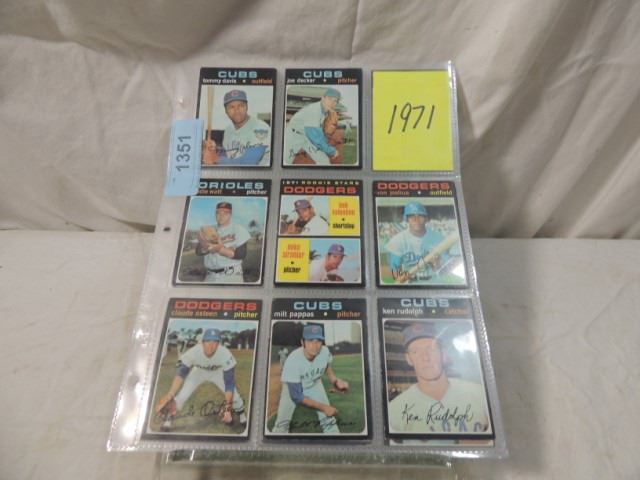 CUBS
tommy davis • outfield
CUBS
joe decker • pitcher
1971
1351
ORIOLES
pitcher
1971 ROOKIE STARS
DODGERS
bob valentine
shortstop
mike strahler
pitcher
DODGERS
von joshua • outfield
DODGERS
claude osteen • pitcher
CUBS
milt pappas • pitcher
CUBS
ken rudolph • catcher
Ken Rudolph